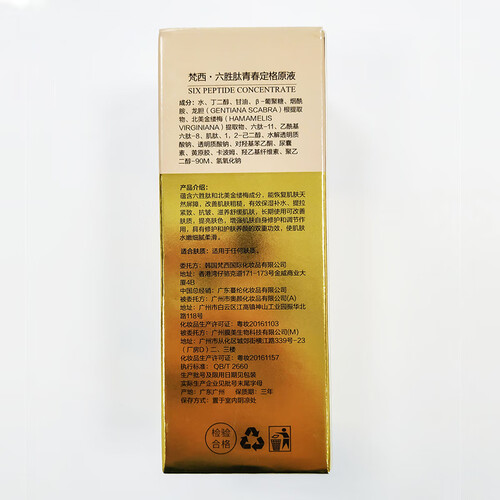 梵西·六胜肽青春定格原液
SIX PEPTIDE CONCENTRATE
成分：水、丁二醇、甘油、β-葡聚糖、烟酰
胺、龙胆（GENTIANA SCABRA）根提取
物、北美金缕梅（HAMAMELIS
VIRGINIANA）提取物、六肽-11、乙酰基
六肽-8、肌肽、1，2-己二醇、水解透明质
酸钠、透明质酸钠、对羟基苯乙酮、尿囊
素、黄原胶、卡波姆、羟乙基纤维素、聚乙
二醇-90M、氢氧化钠
产品介绍：
蕴含六胜肽和北美金缕梅成分，能恢复肌肤天
然屏障，改善肌肤粗糙，有效保湿补水、提拉
紧致、抗皱、滋养舒缓肌肤，长期使用可改善
肤质，提亮肤色，增强肌肤自身修护和调节作
用，具有修护和护肤养颜的双重功效，使肌肤
水嫩细腻柔滑。
适合肤质：适用于任何肤质。
委托方：韩国梵西国际化妆品有限公司
地址：香港湾仔骆克道171-173号金威商业大
厦4B
中国总经销：广东曼伦化妆品有限公司
被委托方：广州市奥颜化妆品有限公司(A)
地址：广州市白云区江高镇神山工业园振华北
路118号
化妆品生产许可证：粤妆20161103
被委托方：广州晨美生物科技有限公司(M)
地址：广州市从化区城郊街横江路339号-23
（厂房D）二、三楼
化妆品生产许可证：粤妆20161157
执行标准：QB/T 2660
生产批号及限用日期见包装
实际生产企业见批号末尾字母
产地：广东广州 保质期：三年
保存方式：置于室内阴凉处
检验
合格